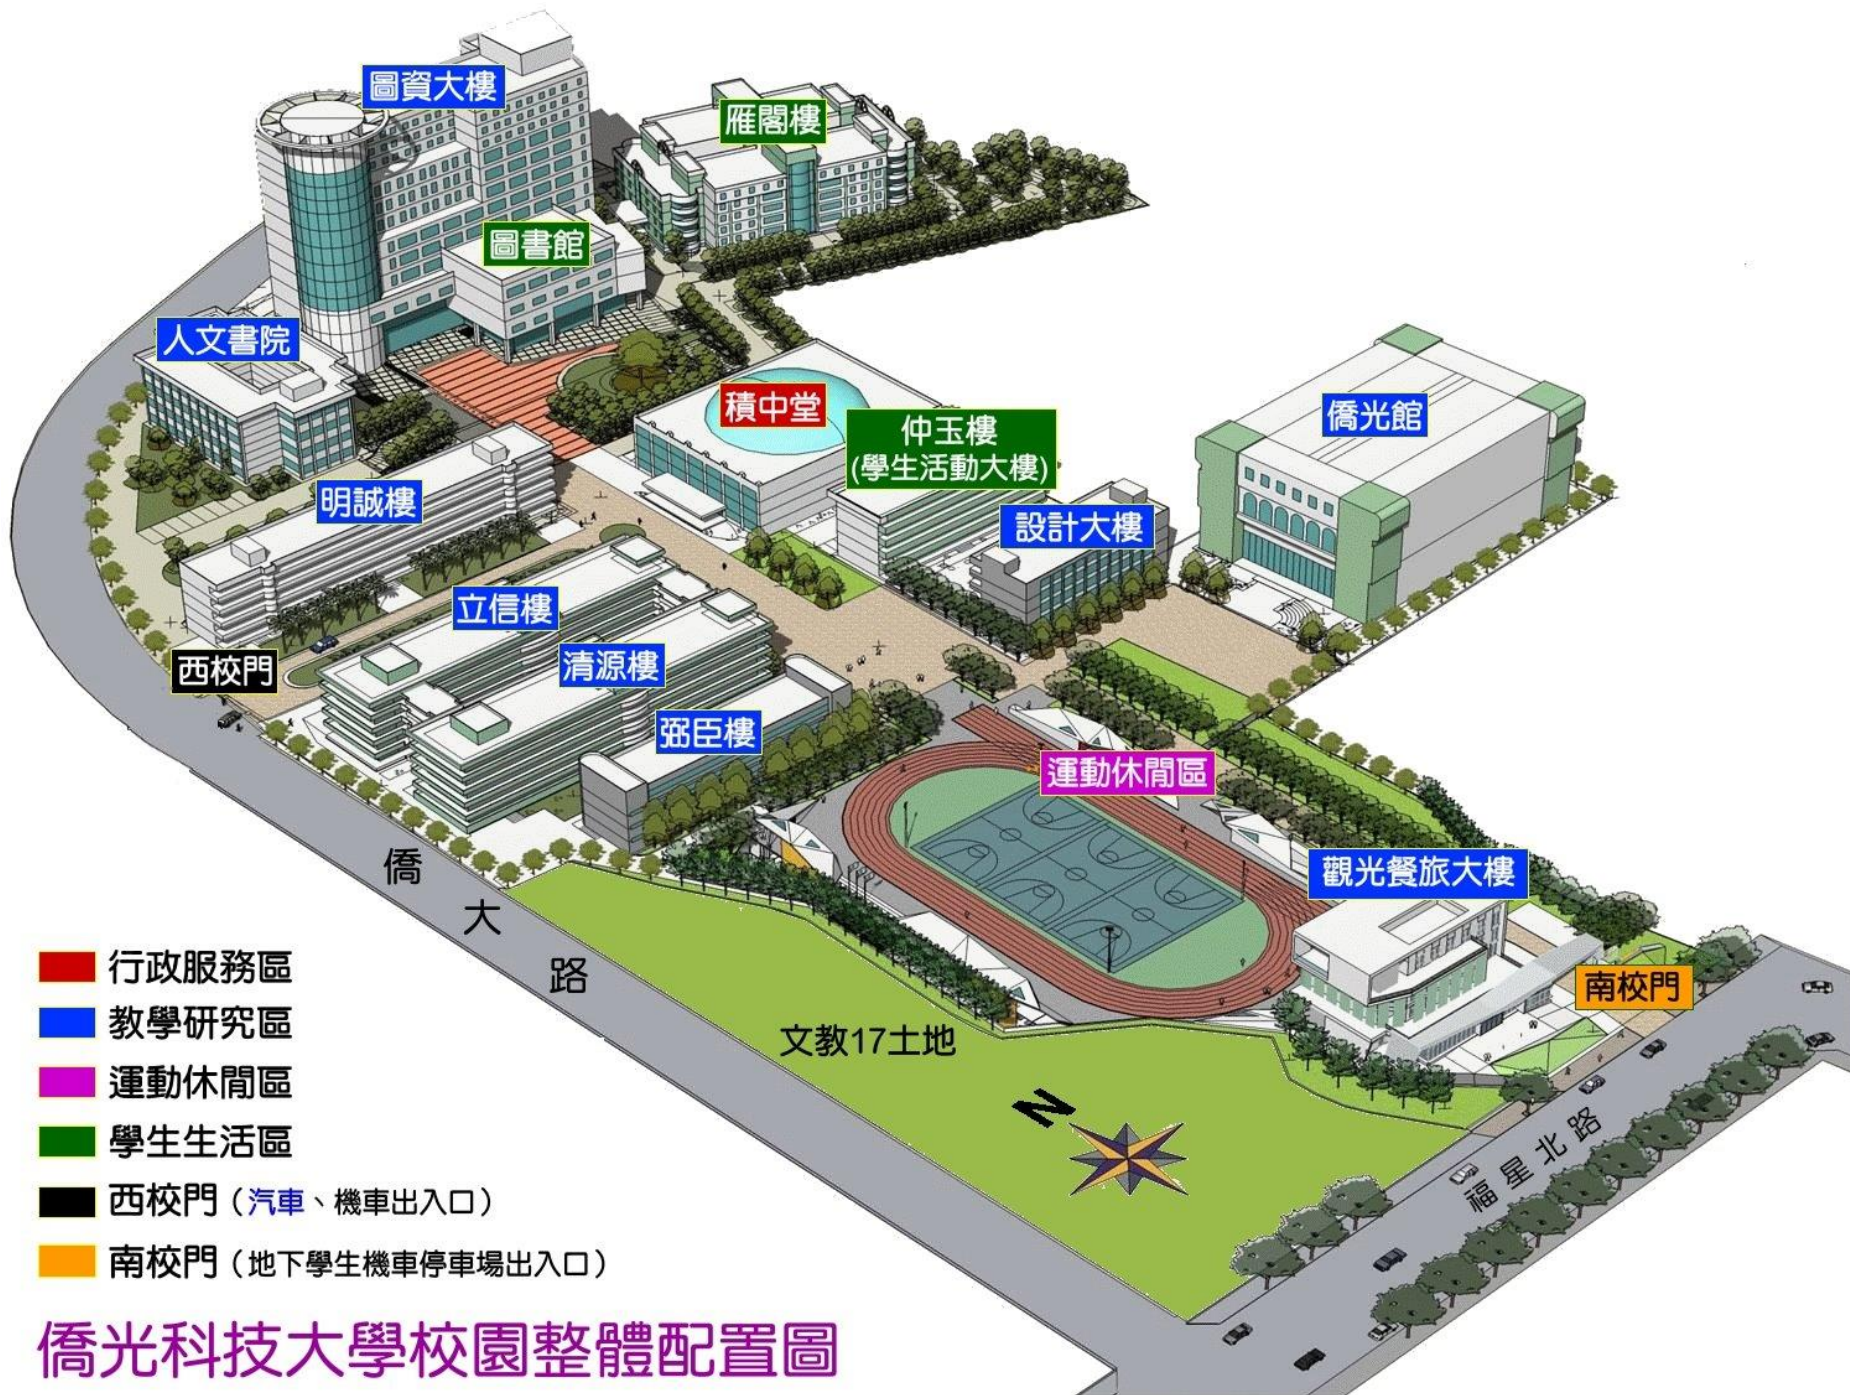 圖資大樓
雁閣樓
圖書館
人文書院
積中堂
僑光館
仲玉樓
(學生活動大樓)
明誠樓
設計大樓
立信樓
清源樓
西校門
弼臣樓
運動休閒區
觀光餐旅大樓
南校門
僑大路
文教17土地
N
福星北路
行政服務區
教學研究區
運動休閒區
學生生活區
西校門（汽車、機車出入口）
南校門（地下學生機車停車場出入口）
僑光科技大學校園整體配置圖